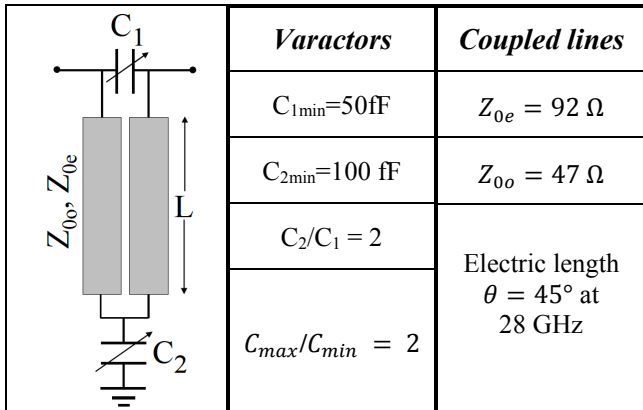 C₁
Z₀ₒ, Z₀ₑ
L
C₂
Varactors
Coupled lines
C₁ₘᵢₙ=50fF
Z₀ₑ = 92 Ω
C₂ₘᵢₙ=100 fF
Z₀ₒ = 47 Ω
C₂/C₁ = 2
Electric length
θ = 45° at
28 GHz
Cₘₐₓ/Cₘᵢₙ = 2